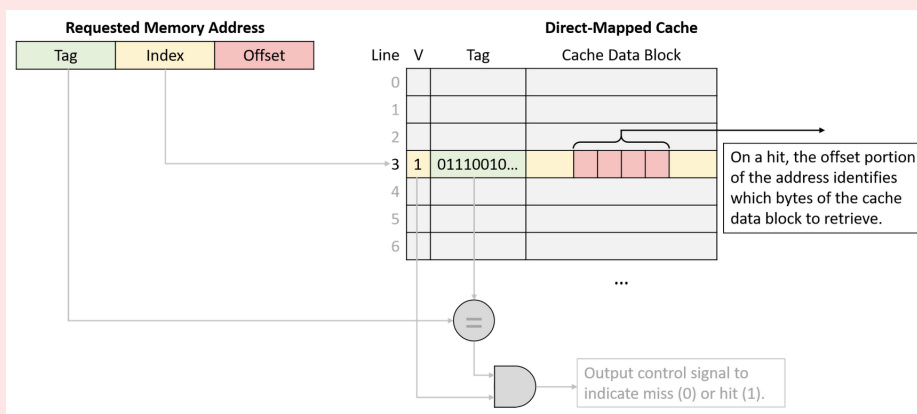 Requested Memory Address
Tag Index Offset
Direct-Mapped Cache
Line V Tag Cache Data Block
0
1
2
3 1 01110010...
4
5
6
...
On a hit, the offset portion
of the address identifies
which bytes of the cache
data block to retrieve.
=
Output control signal to
indicate miss (0) or hit (1).